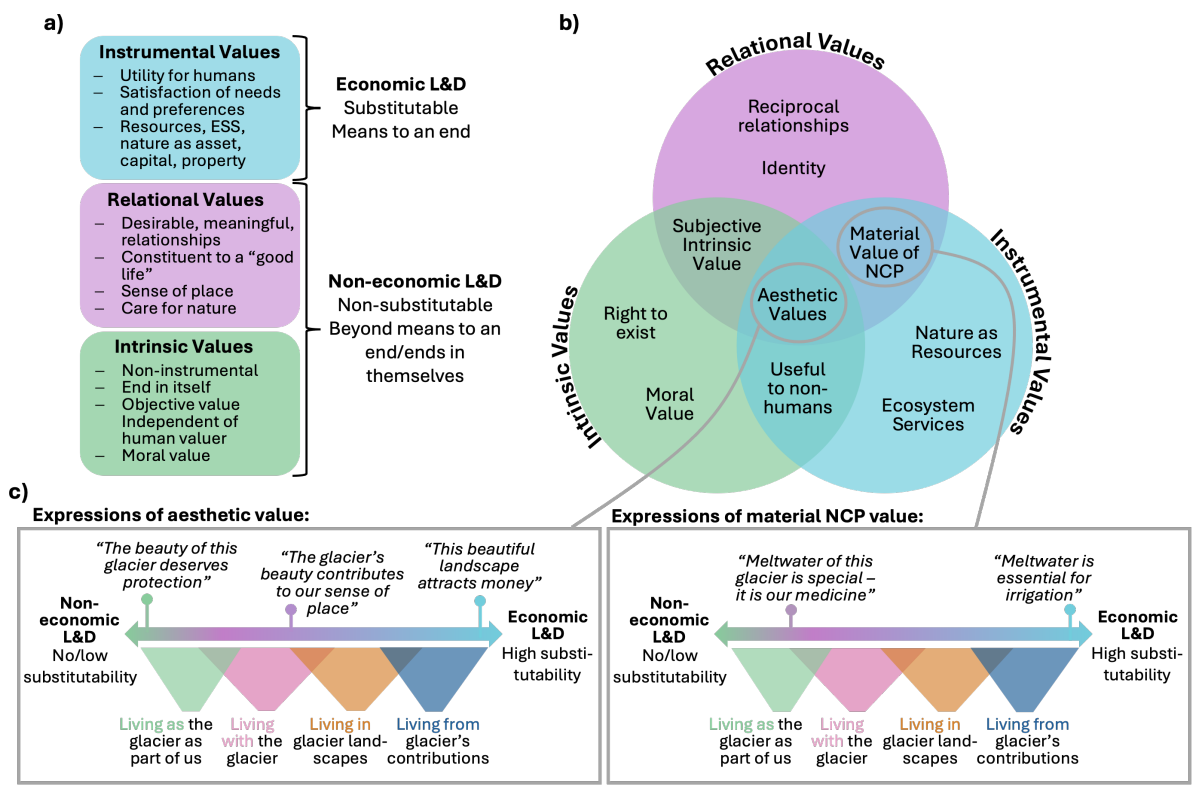 a)
Instrumental Values
– Utility for humans
– Satisfaction of needs
and preferences
– Resources, ESS,
nature as asset,
capital, property
Economic L&D
Substitutable
Means to an end
Relational Values
– Desirable, meaningful,
relationships
– Constituent to a “good
life”
– Sense of place
– Care for nature
Intrinsic Values
– Non-instrumental
– End in itself
– Objective value
Independent of
human valuer
– Moral value
Non-economic L&D
Non-substitutable
Beyond means to an
end/ends in
themselves
b)
Relational Values
Reciprocal
relationships
Identity
Subjective
Intrinsic
Value
Material
Value of
NCP
Aesthetic
Values
Intrinsic Values
Right to
exist
Moral
Value
Useful
to non-
humans
Instrumental Values
Nature as
Resources
Ecosystem
Services
c)
Expressions of aesthetic value:
“The beauty of this
glacier deserves
protection”
“The glacier’s
beauty contributes
to our sense of
place”
“This beautiful
landscape
attracts money”
Non-
economic
L&D
No/low
substitutability
Economic
L&D
High substi-
tutability
Living as the
glacier as
part of us
Living
with the
glacier
Living in
glacier land-
scapes
Living from
glacier’s
contributions
Expressions of material NCP value:
“Meltwater of this
glacier is special –
it is our medicine”
“Meltwater is
essential for
irrigation”
Non-
economic
L&D
No/low
substitutability
Economic
L&D
High substi-
tutability
Living as the
glacier as
part of us
Living
with the
glacier
Living in
glacier land-
scapes
Living from
glacier’s
contributions